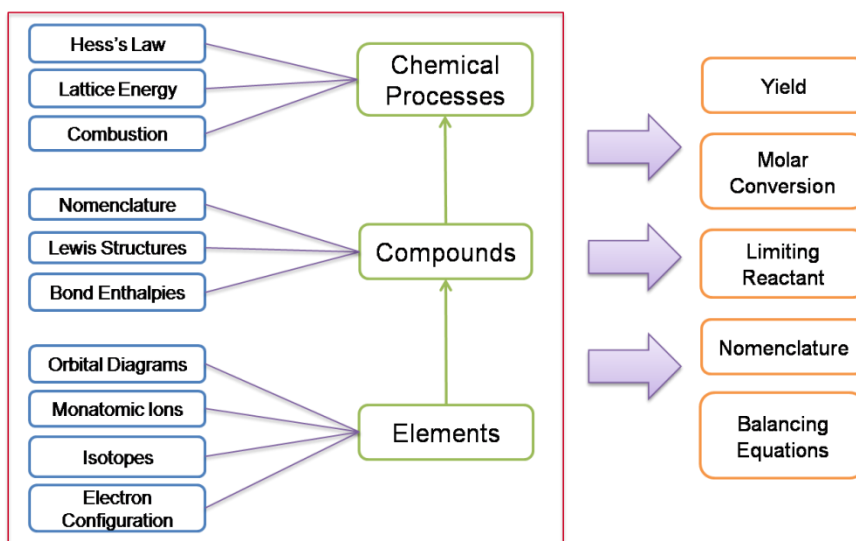 Hess's Law
Lattice Energy
Combustion
Chemical
Processes
Nomenclature
Lewis Structures
Bond Enthalpies
Compounds
Orbital Diagrams
Monatomic Ions
Isotopes
Electron
Configuration
Elements
Yield
Molar
Conversion
Limiting
Reactant
Nomenclature
Balancing
Equations